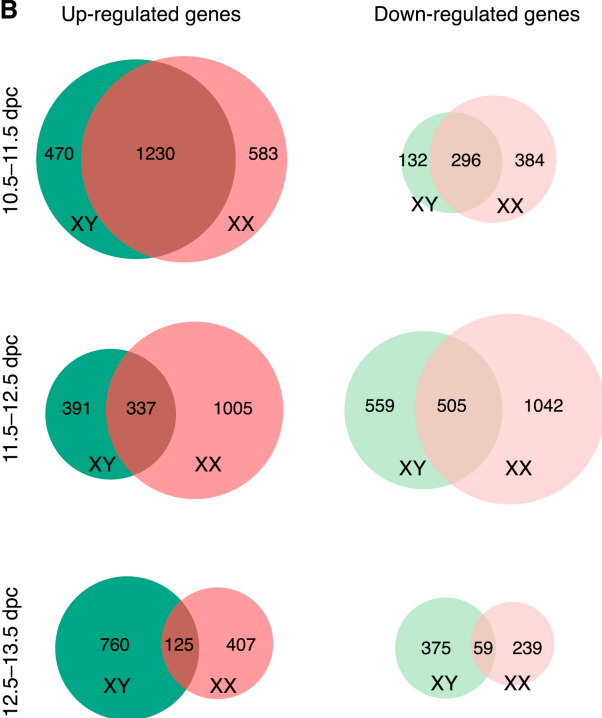 B
Up-regulated genes
Down-regulated genes
10.5–11.5 dpc
470
1230
583
XY
XX
132
296
384
XY
XX
11.5–12.5 dpc
391
337
1005
XY
XX
559
505
1042
XY
XX
12.5–13.5 dpc
760
125
407
XY
XX
375
59
239
XY
XX